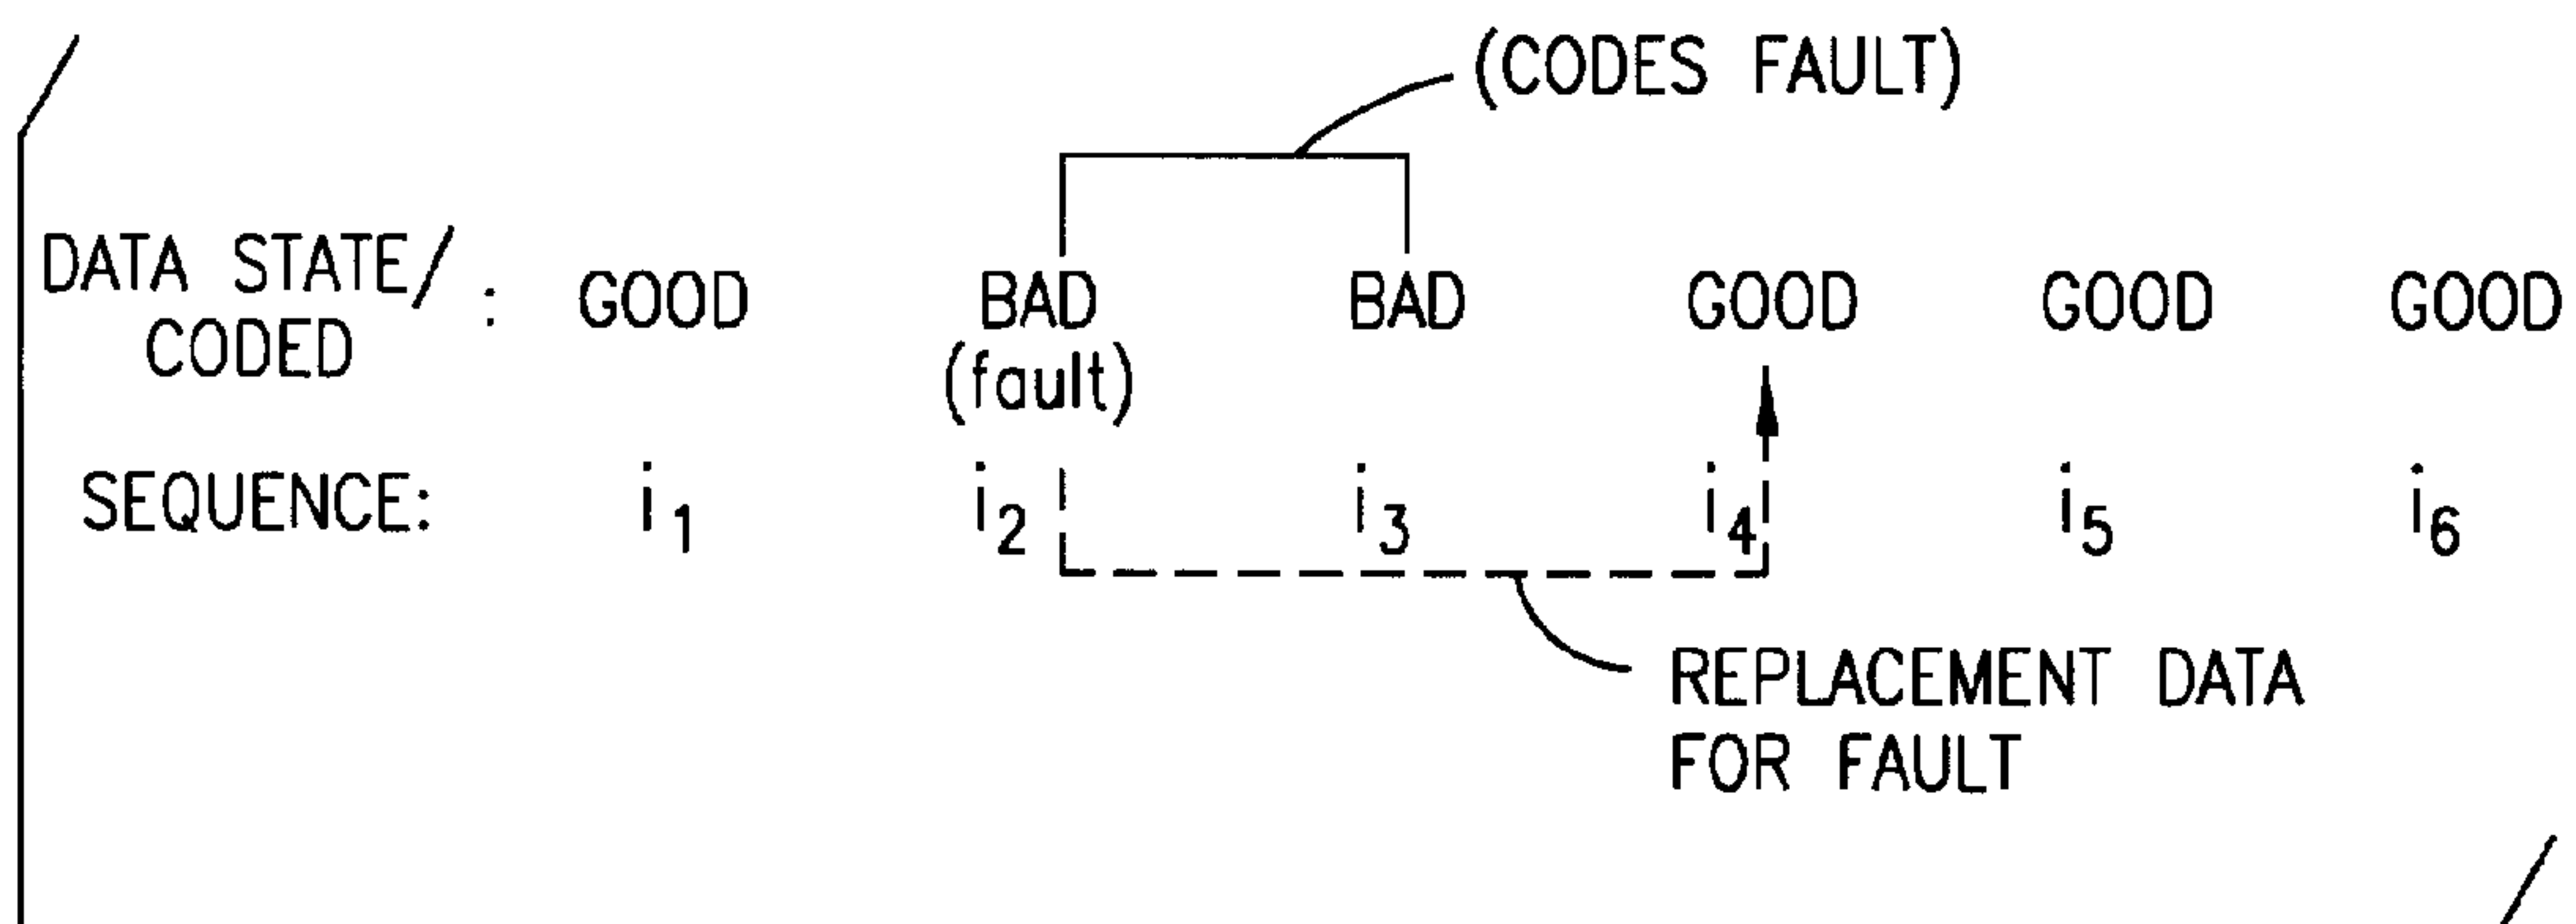 (CODES FAULT)
DATA STATE/
CODED
: GOOD BAD BAD GOOD GOOD GOOD
(fault)
SEQUENCE: i1 i2 i3 i4 i5 i6
REPLACEMENT DATA
FOR FAULT